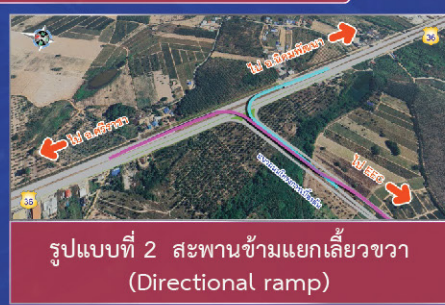 ไป อ.นิคมพัฒนา
36
ไป อ.ศรีราชา
ไป EEC
36
รูปแบบที่ 2 สะพานข้ามแยกเลี้ยวขวา
(Directional ramp)